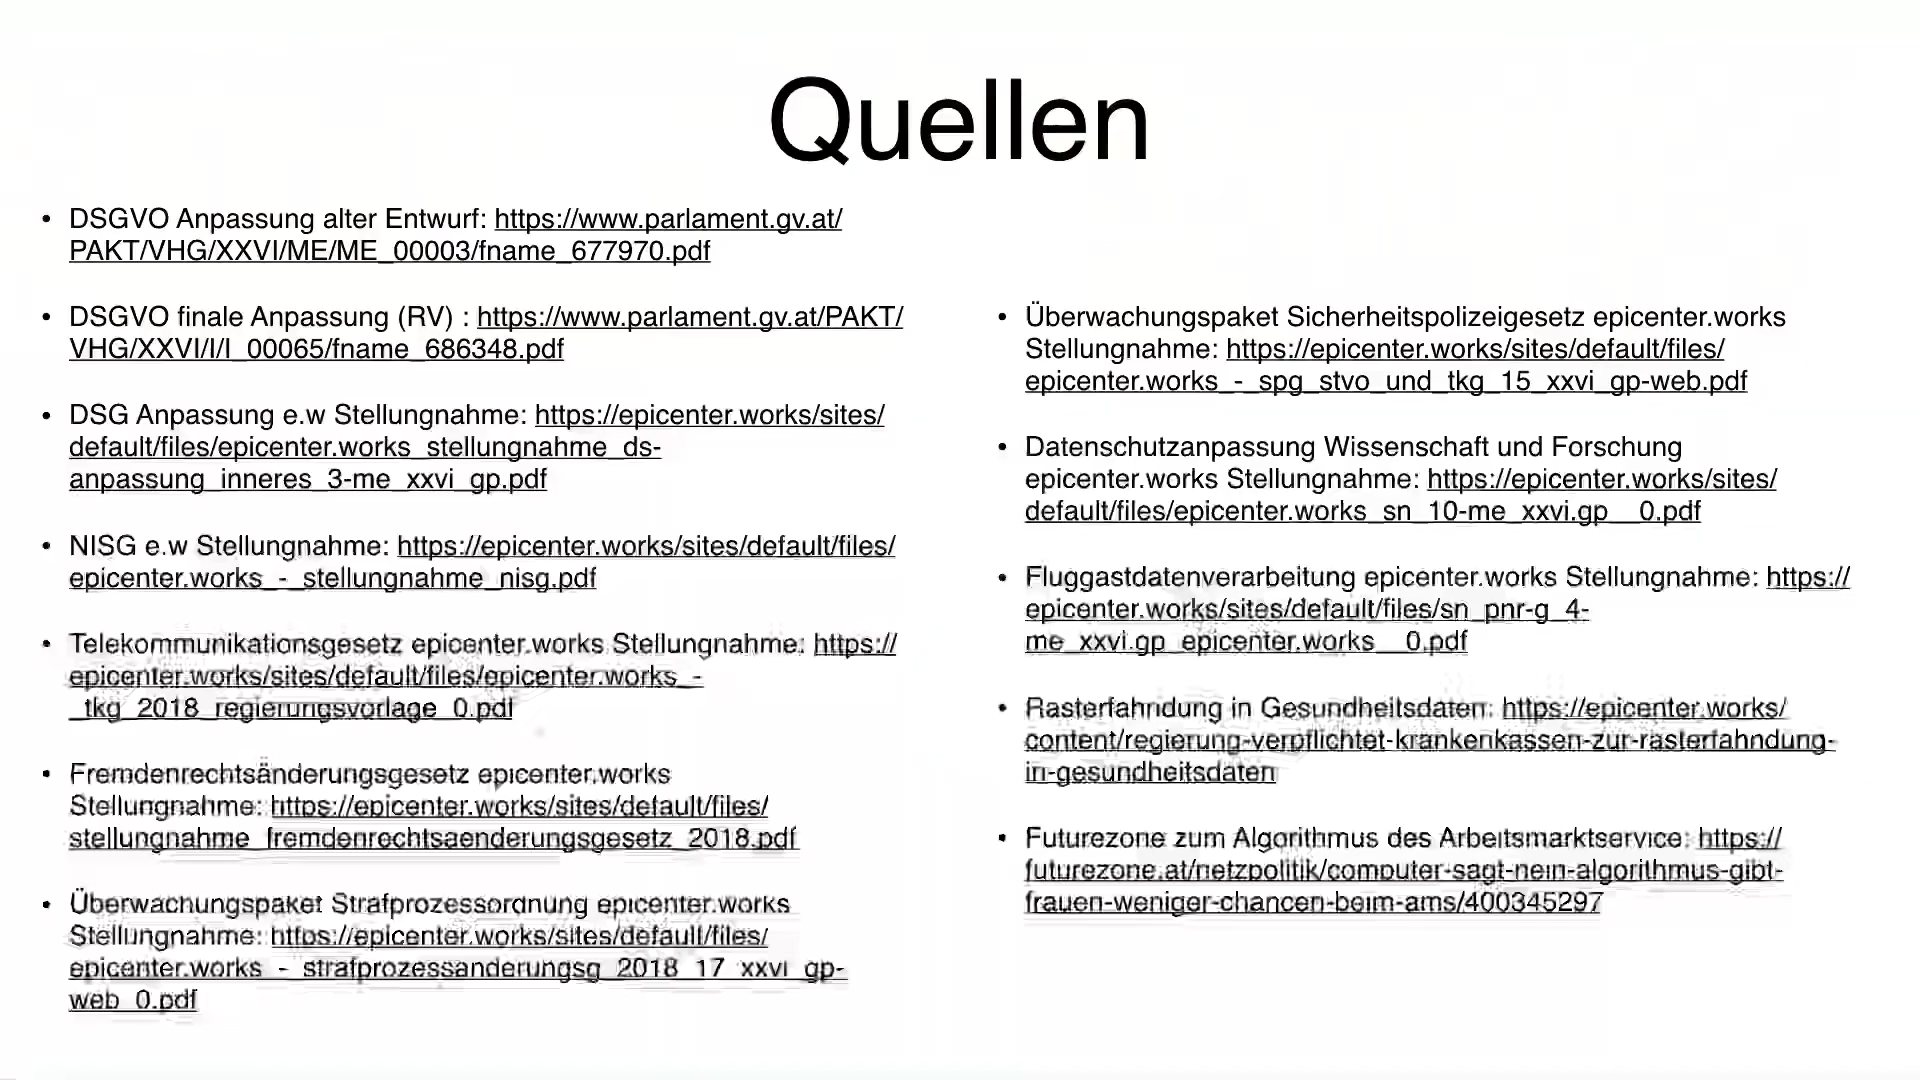 Quellen
• DSGVO Anpassung alter Entwurf: https://www.parlament.gv.at/
PAKT/VHG/XXVI/ME/ME_00003/fname_677970.pdf
• DSGVO finale Anpassung (RV) : https://www.parlament.gv.at/PAKT/
VHG/XXVI/I/I_00065/fname_686348.pdf
• DSG Anpassung e.w Stellungnahme: https://epicenter.works/sites/
default/files/epicenter.works_stellungnahme_ds-
anpassung_inneres_3-me_xxvi_gp.pdf
• NISG e.w Stellungnahme: https://epicenter.works/sites/default/files/
epicenter.works_-_stellungnahme_nisg.pdf
• Telekommunikationsgesetz epicenter.works Stellungnahme: https://
epicenter.works/sites/default/files/epicenter.works_-
_tkg_2018_regierungsvorlage_0.pdf
• Fremdenrechtsänderungsgesetz epicenter.works
Stellungnahme: https://epicenter.works/sites/default/files/
stellungnahme_fremdenrechtsaenderungsgesetz_2018.pdf
• Überwachungspaket Strafprozessordnung epicenter.works
Stellungnahme: https://epicenter.works/sites/default/files/
epicenter.works_-_strafprozessanderungsg_2018_17_xxvi_gp-
web_0.pdf
• Überwachungspaket Sicherheitspolizeigesetz epicenter.works
Stellungnahme: https://epicenter.works/sites/default/files/
epicenter.works_-_spg_stvo_und_tkg_15_xxvi_gp-web.pdf
• Datenschutzanpassung Wissenschaft und Forschung
epicenter.works Stellungnahme: https://epicenter.works/sites/
default/files/epicenter.works_sn_10-me_xxvi.gp__0.pdf
• Fluggastdatenverarbeitung epicenter.works Stellungnahme: https://
epicenter.works/sites/default/files/sn_pnr-g_4-
me_xxvi.gp_epicenter.works__0.pdf
• Rasterfahndung in Gesundheitsdaten: https://epicenter.works/
content/regierung-verpflichtet-krankenkassen-zur-rasterfahndung-
in-gesundheitsdaten
• Futurezone zum Algorithmus des Arbeitsmarktservice: https://
futurezone.at/netzpolitik/computer-sagt-nein-algorithmus-gibt-
frauen-weniger-chancen-beim-ams/400345297